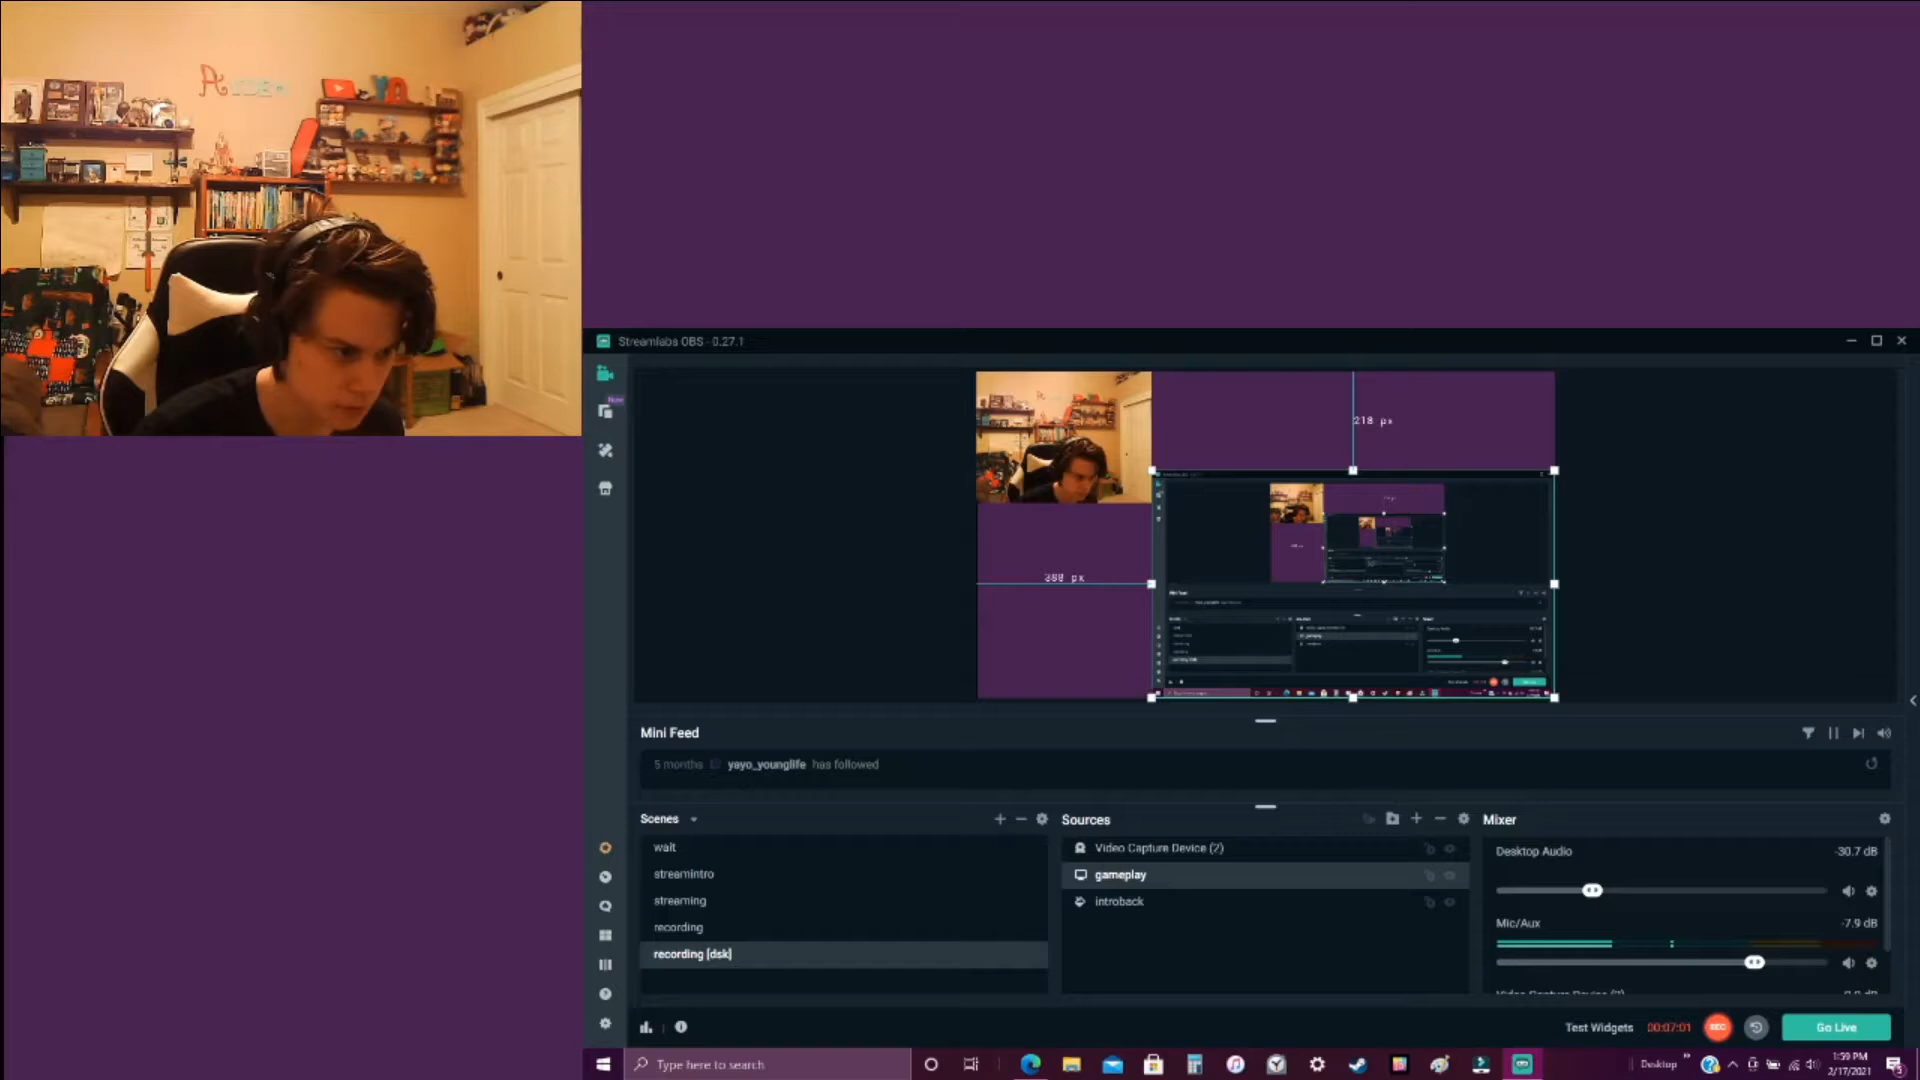 Streamlabs OBS - 0.27.1
New
218 px
388 px
Mini Feed
5 months yayo_younglife has followed
Scenes
wait
streamintro
streaming
recording
recording [dsk]
Sources
Video Capture Device (2)
gameplay
introback
Mixer
Desktop Audio -30.7 dB
Mic/Aux -7.9 dB
Test Widgets 00:07:01 REC Go Live
Type here to search
Desktop
1:59 PM
2/17/2021